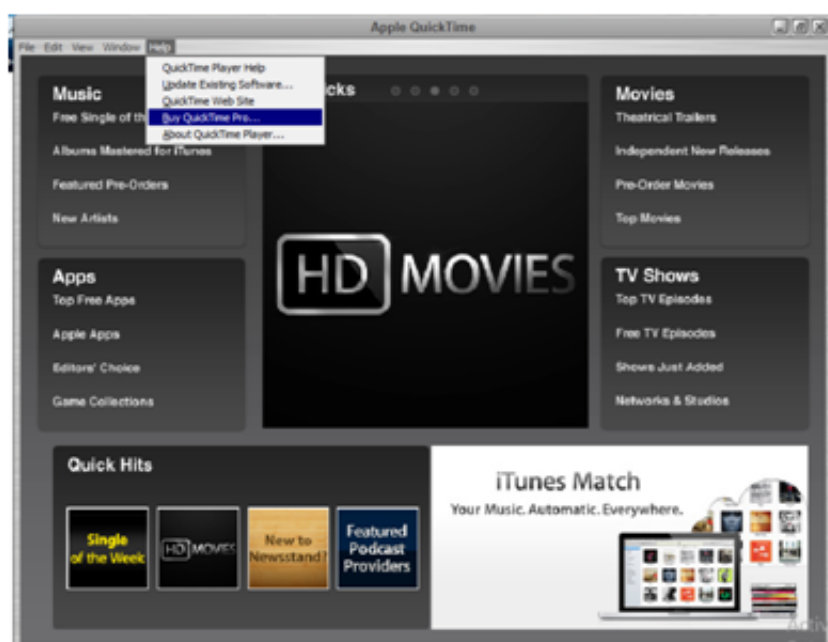 Apple QuickTime
File Edit View Window Help
QuickTime Player Help
Update Existing Software...
QuickTime Web Site
Buy QuickTime Pro...
About QuickTime Player...
Music
Free Single of th
Albums Mastered for iTunes
Featured Pre-Orders
New Artists
cks
Movies
Theatrical Trailers
Independent New Releases
Pre-Order Movies
Top Movies
HD MOVIES
Apps
Top Free Apps
Apple Apps
Editors' Choice
Game Collections
TV Shows
Top TV Episodes
Free TV Episodes
Shows Just Added
Networks & Studios
Quick Hits
Single
of the Week
HD MOVIES
New to
Newsstand?
Featured
Podcast
Providers
iTunes Match
Your Music. Automatic. Everywhere.
Activ